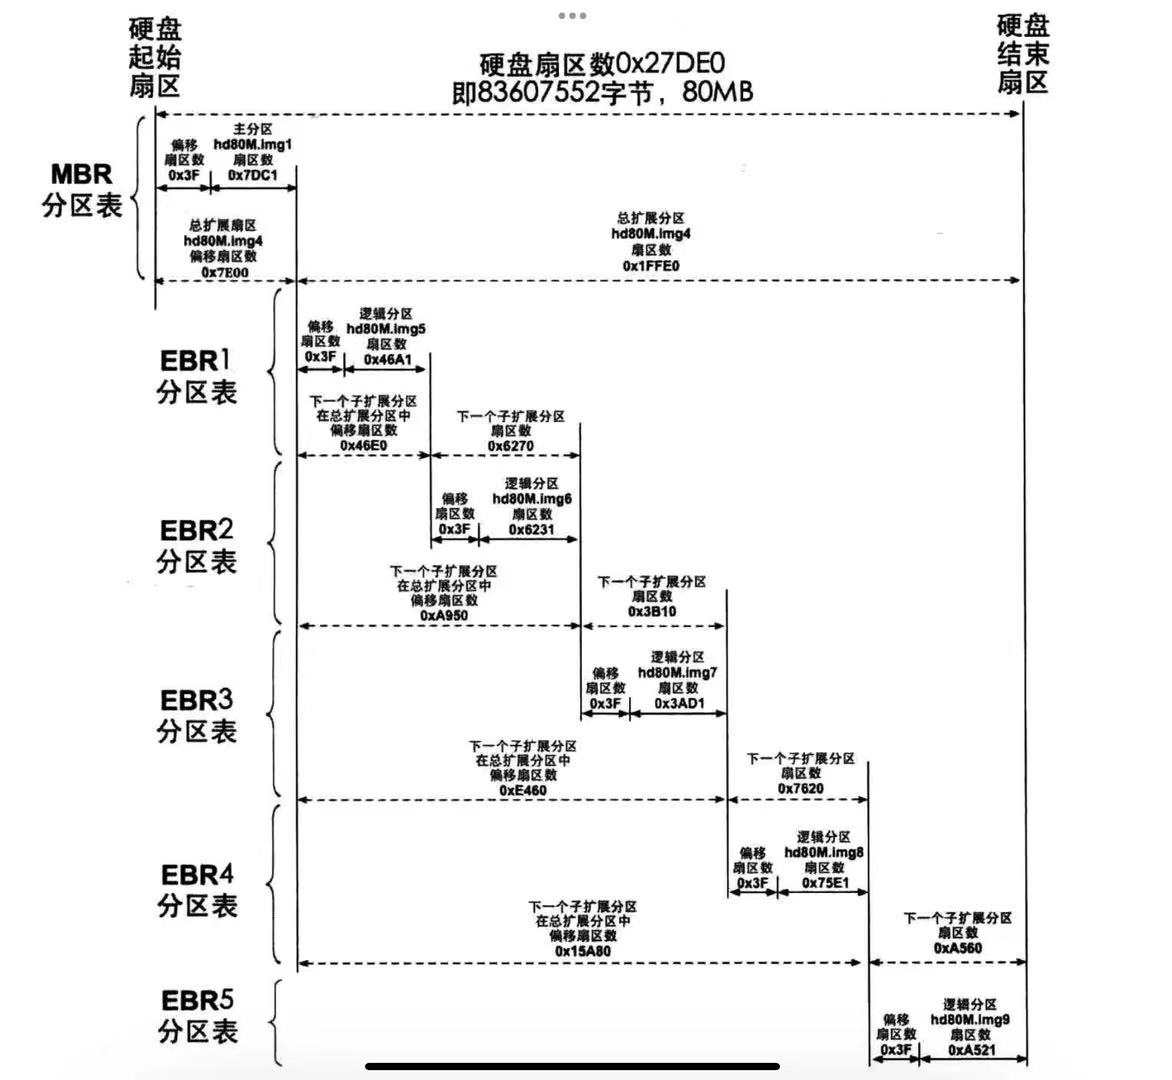 硬盘
起始
扇区
硬盘扇区数0x27DE0
即83607552字节，80MB
硬盘
结束
扇区
MBR
分区表
偏移
扇区数
0x3F
主分区
hd80M.img1
扇区数
0x7DC1
总扩展扇区
hd80M.img4
偏移扇区数
0x7E00
总扩展分区
hd80M.img4
扇区数
0x1FFE0
EBR1
分区表
偏移
扇区数
0x3F
逻辑分区
hd80M.img5
扇区数
0x46A1
下一个子扩展分区
在总扩展分区中
偏移扇区数
0x46E0
下一个子扩展分区
扇区数
0x6270
EBR2
分区表
偏移
扇区数
0x3F
逻辑分区
hd80M.img6
扇区数
0x6231
下一个子扩展分区
在总扩展分区中
偏移扇区数
0xA950
下一个子扩展分区
扇区数
0x3B10
EBR3
分区表
偏移
扇区数
0x3F
逻辑分区
hd80M.img7
扇区数
0x3AD1
下一个子扩展分区
在总扩展分区中
偏移扇区数
0xE460
下一个子扩展分区
扇区数
0x7620
EBR4
分区表
偏移
扇区数
0x3F
逻辑分区
hd80M.img8
扇区数
0x75E1
下一个子扩展分区
在总扩展分区中
偏移扇区数
0x15A80
下一个子扩展分区
扇区数
0xA560
EBR5
分区表
偏移
扇区数
0x3F
逻辑分区
hd80M.img9
扇区数
0xA521